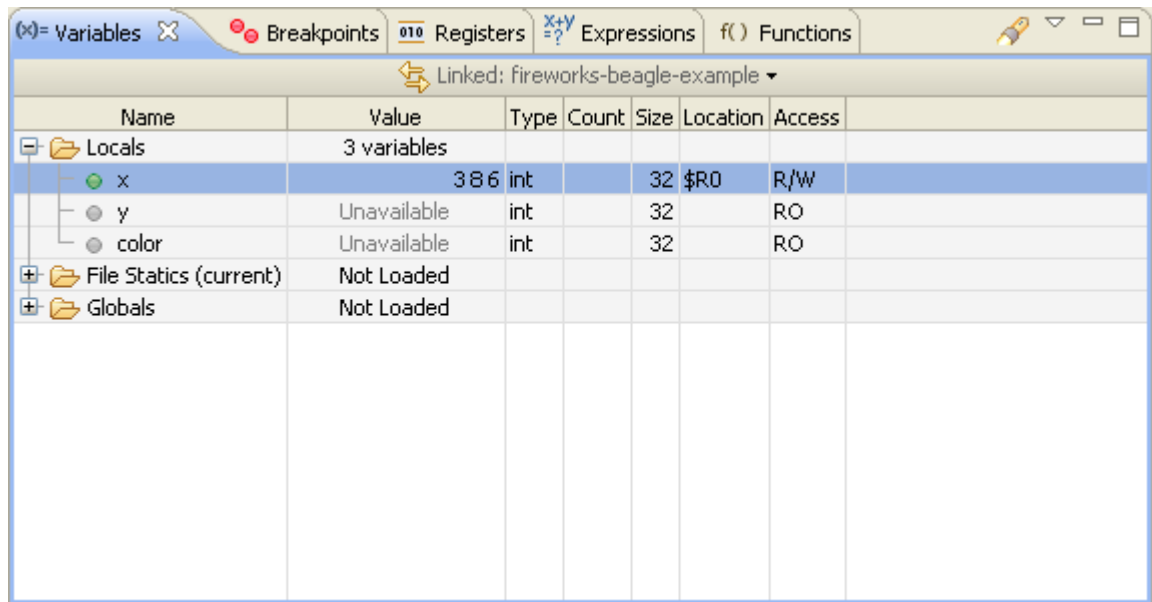 (x)= Variables Breakpoints 010 Registers x+y =? Expressions f() Functions
Linked: fireworks-beagle-example
Name Value Type Count Size Location Access
Locals 3 variables
x 386 int 32 $R0 R/W
y Unavailable int 32 RO
color Unavailable int 32 RO
File Statics (current) Not Loaded
Globals Not Loaded